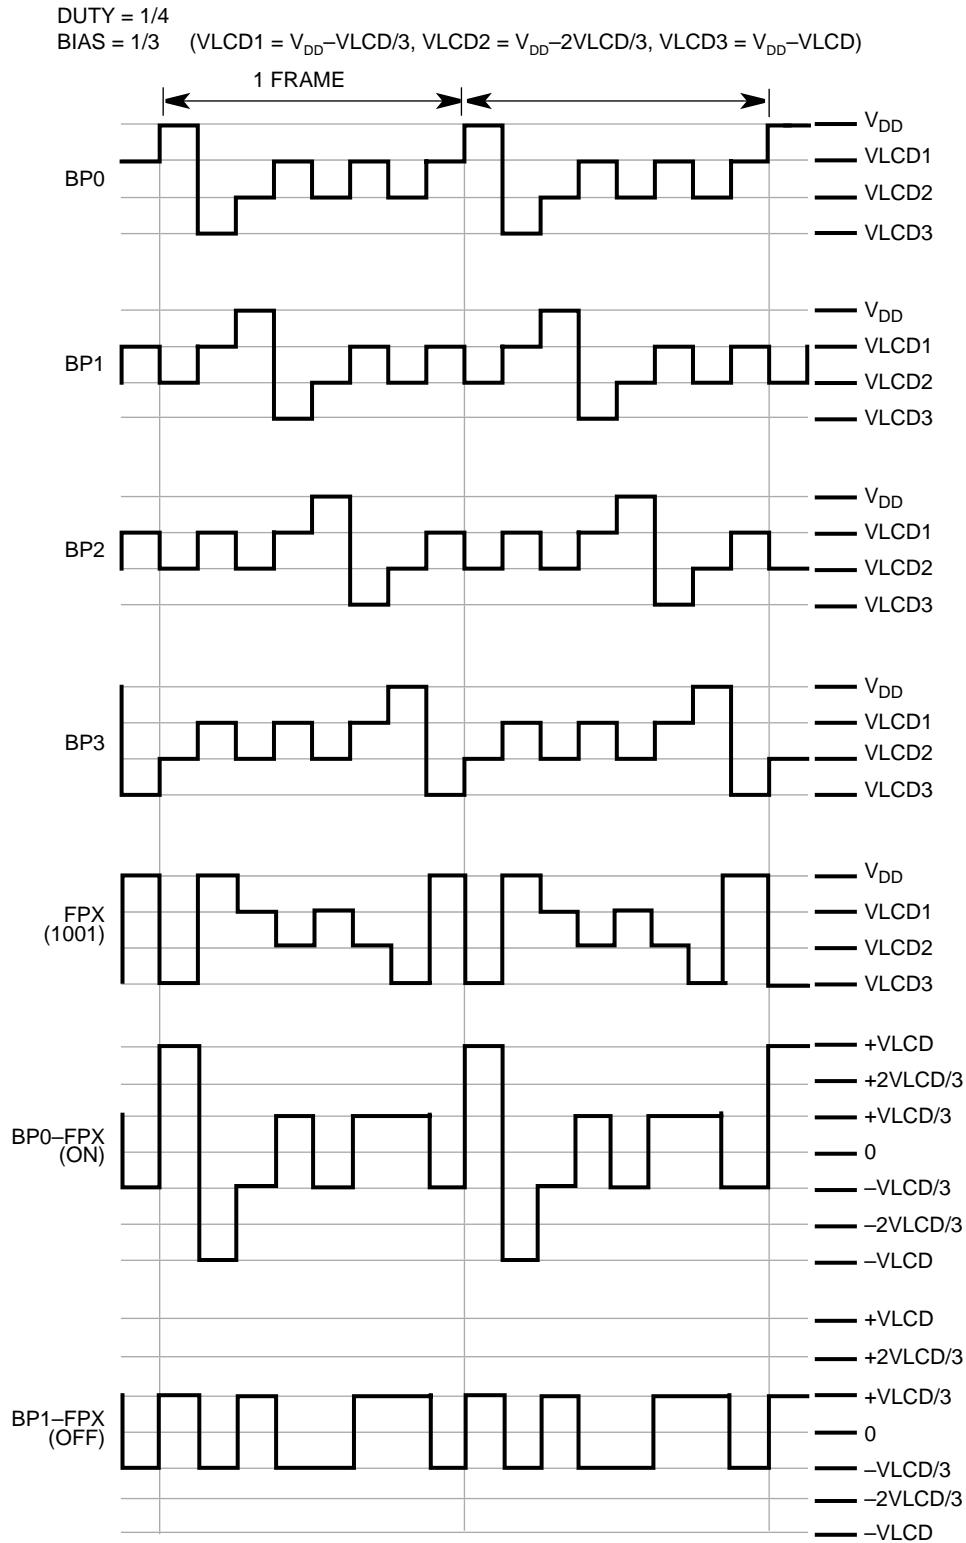 DUTY = 1/4
BIAS = 1/3 (VLCD1 = VDD–VLCD/3, VLCD2 = VDD–2VLCD/3, VLCD3 = VDD–VLCD)
1 FRAME
BP0
VDD
VLCD1
VLCD2
VLCD3
BP1
VDD
VLCD1
VLCD2
VLCD3
BP2
VDD
VLCD1
VLCD2
VLCD3
BP3
VDD
VLCD1
VLCD2
VLCD3
FPX
(1001)
VDD
VLCD1
VLCD2
VLCD3
BP0–FPX
(ON)
+VLCD
+2VLCD/3
+VLCD/3
0
–VLCD/3
–2VLCD/3
–VLCD
BP1–FPX
(OFF)
+VLCD
+2VLCD/3
+VLCD/3
0
–VLCD/3
–2VLCD/3
–VLCD